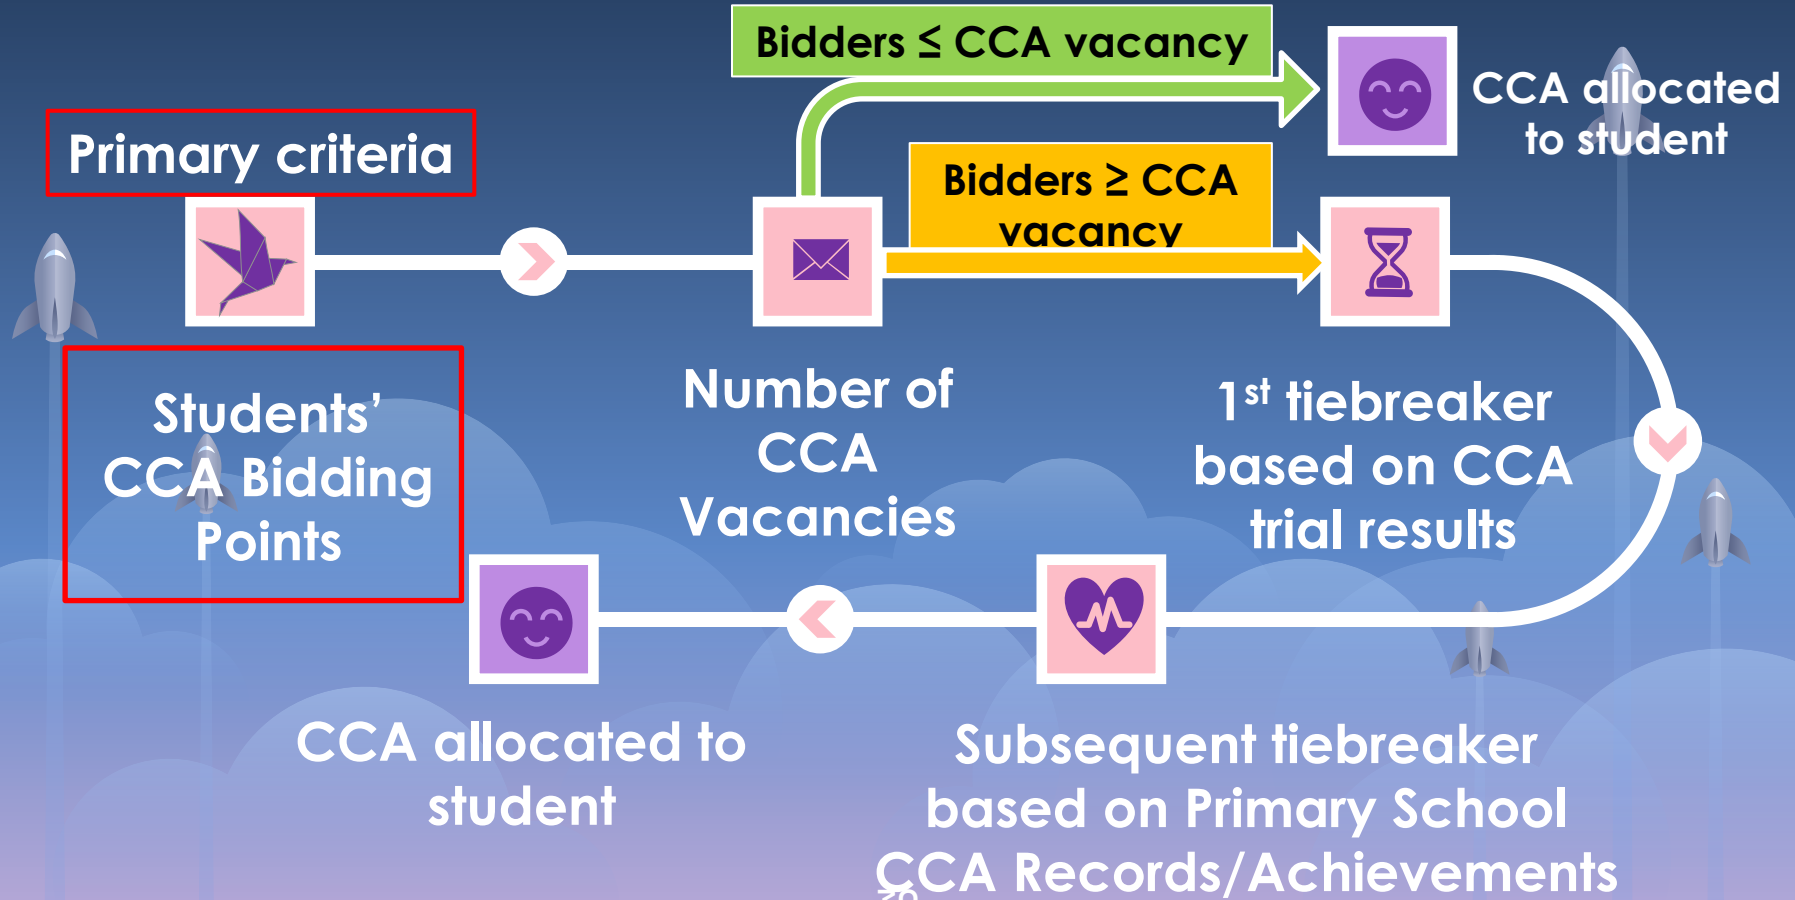 Bidders ≤ CCA vacancy
CCA allocated
to student
Primary criteria
Bidders ≥ CCA
vacancy
Students’
CCA Bidding
Points
Number of
CCA
Vacancies
1st tiebreaker
based on CCA
trial results
CCA allocated to
student
Subsequent tiebreaker
based on Primary School
CCA Records/Achievements